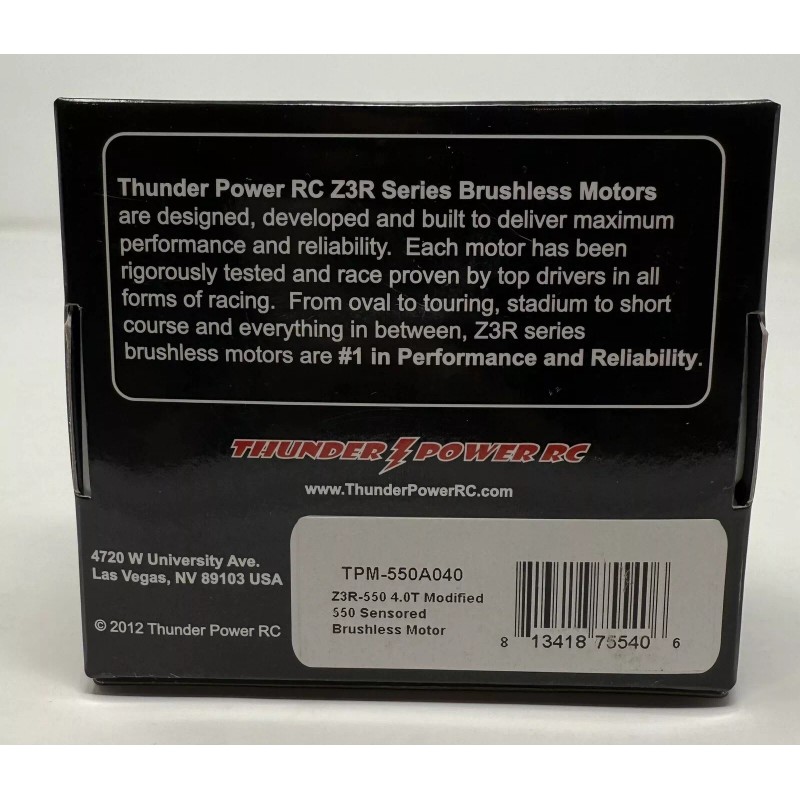 Thunder Power RC Z3R Series Brushless Motors
are designed, developed and built to deliver maximum
performance and reliability.  Each motor has been
rigorously tested and race proven by top drivers in all
forms of racing.  From oval to touring, stadium to short
course and everything in between, Z3R series
brushless motors are #1 in Performance and Reliability.
THUNDER POWER RC
www.ThunderPowerRC.com
4720 W University Ave.
Las Vegas, NV 89103 USA
© 2012 Thunder Power RC
TPM-550A040
Z3R-550 4.0T Modified
550 Sensored
Brushless Motor
8 13418 75540 6